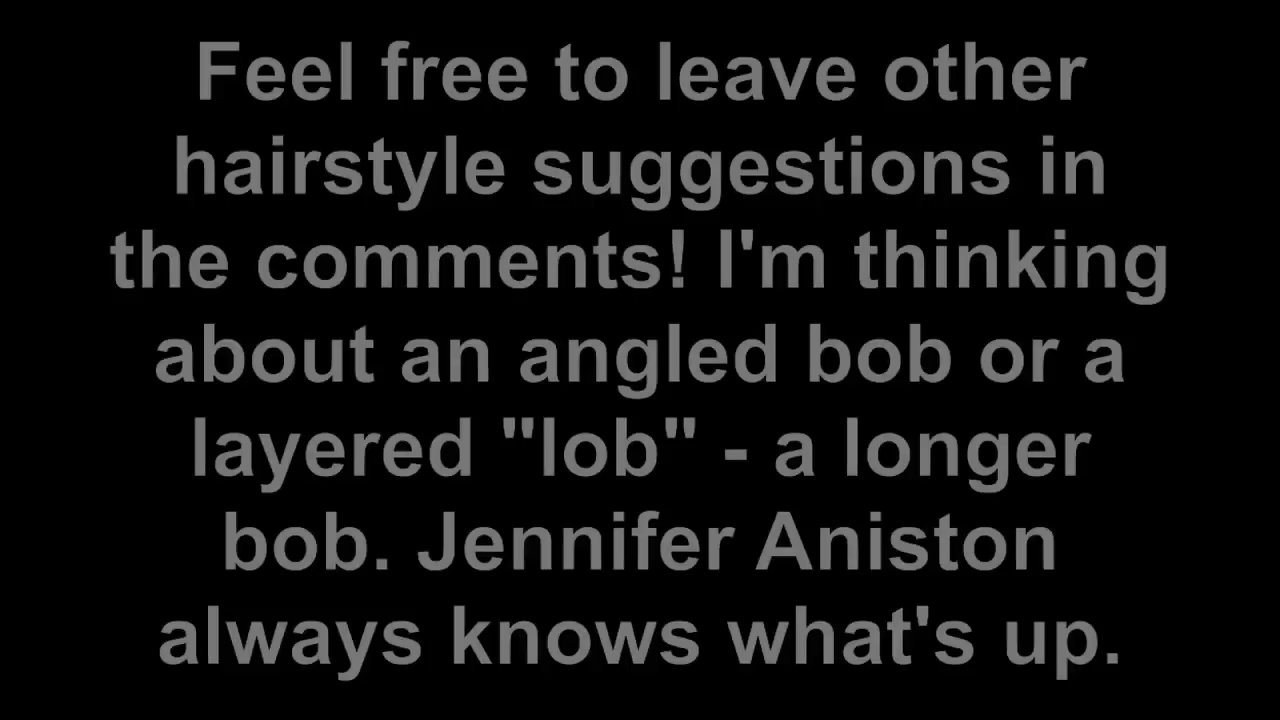 Feel free to leave other
hairstyle suggestions in
the comments! I'm thinking
about an angled bob or a
layered "lob" - a longer
bob. Jennifer Aniston
always knows what's up.